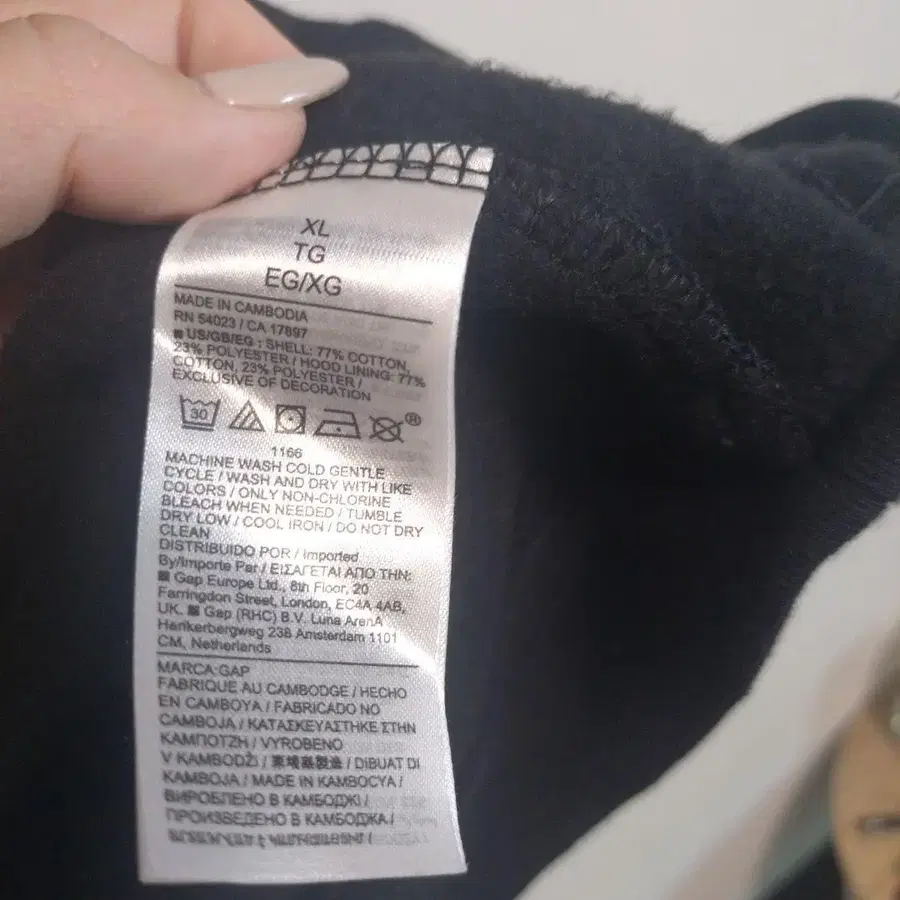 XL
TG
EG/XG
MADE IN CAMBODIA
RN 54023 / CA 17897
■ US/GB/EG : SHELL: 77% COTTON,
23% POLYESTER / HOOD LINING: 77%
COTTON, 23% POLYESTER /
EXCLUSIVE OF DECORATION
30
®
1166
MACHINE WASH COLD GENTLE
CYCLE / WASH AND DRY WITH LIKE
COLORS / ONLY NON-CHLORINE
BLEACH WHEN NEEDED / TUMBLE
DRY LOW / COOL IRON / DO NOT DRY
CLEAN
DISTRIBUIDO POR / Imported
By/Importe Par / ΕΙΣΑΓΕΤΑΙ ΑΠΟ ΤΗΝ:
■ Gap Europe Ltd., 8th Floor, 20
Farringdon Street, London, EC4A 4AB,
UK. ■ Gap (RHC) B.V. Luna ArenA
Herikerbergweg 238 Amsterdam 1101
CM, Netherlands
MARCA:GAP
FABRIQUE AU CAMBODGE / HECHO
EN CAMBOYA / FABRICADO NO
CAMBOJA / ΚΑΤΑΣΚΕΥΑΣΤΗΚΕ ΣΤΗΝ
ΚΑΜΠΟΤΖΗ / VYROBENO
V KAMBODŽI / 柬埔寨製造 / DIBUAT DI
KAMBOJA / MADE IN KAMBOCYA /
ВИРОБЛЕНО В КАМБОДЖІ /
ПРОИЗВЕДЕНО В КАМБОДЖА /